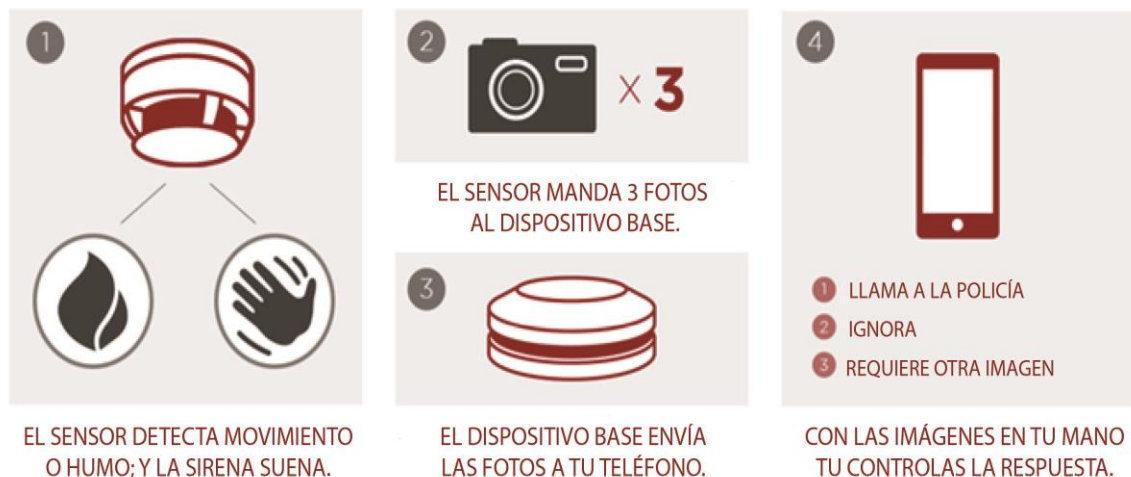 1
EL SENSOR DETECTA MOVIMIENTO
O HUMO; Y LA SIRENA SUENA.
2
X 3
EL SENSOR MANDA 3 FOTOS
AL DISPOSITIVO BASE.
3
EL DISPOSITIVO BASE ENVÍA
LAS FOTOS A TU TELÉFONO.
4
1 LLAMA A LA POLICÍA
2 IGNORA
3 REQUIERE OTRA IMAGEN
CON LAS IMÁGENES EN TU MANO
TU CONTROLAS LA RESPUESTA.